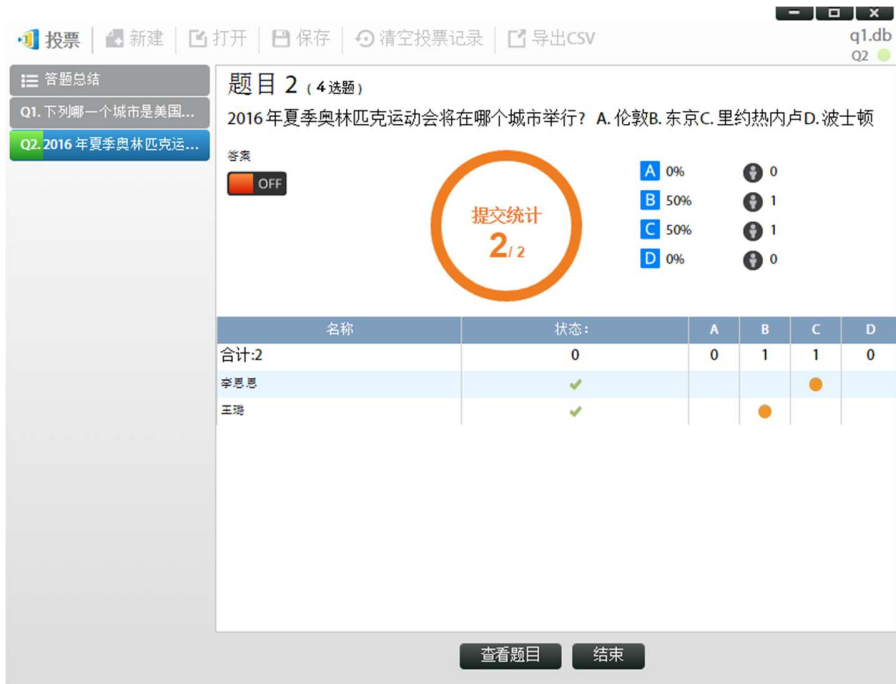 投票 新建 打开 保存 清空投票记录 导出CSV q1.db
Q2
答题总结
Q1. 下列哪一个城市是美国...
Q2. 2016 年夏季奥林匹克运...
题目 2 ( 4 选题 )
2016 年夏季奥林匹克运动会将在哪个城市举行? A. 伦敦B. 东京C. 里约热内卢D. 波士顿
答案
OFF
提交统计
2/ 2
A 0% 0
B 50% 1
C 50% 1
D 0% 0
名称 状态: A B C D
合计:2 0 0 1 1 0
李思思
王璐
查看题目 结束